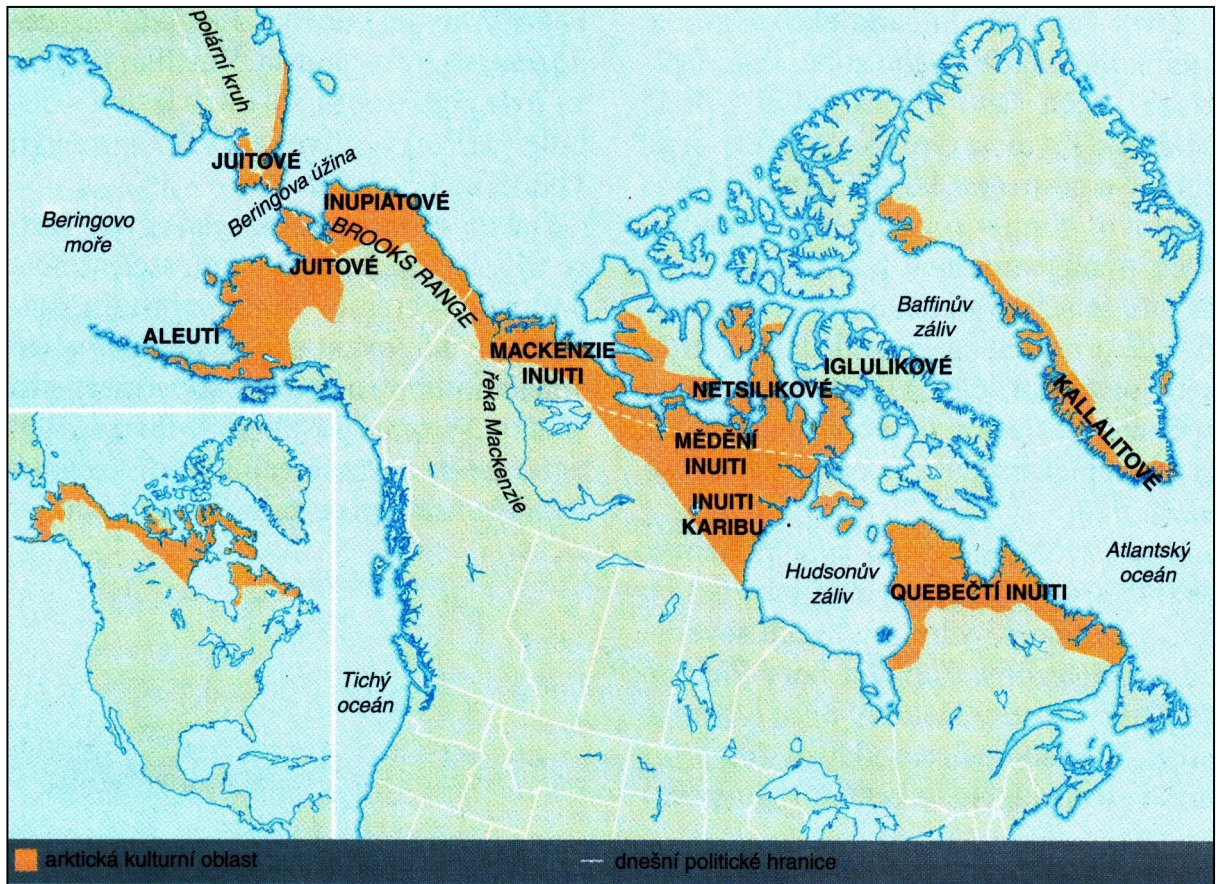 polární kruh
JUITOVÉ
Beringova úžina
INUPIATOVÉ
Beringovo
moře
BROOKS RANGE
JUITOVÉ
ALEUTI
MACKENZIE
INUITI
řeka Mackenzie
Baffinův
záliv
IGLULIKOVÉ
NETSILIKOVÉ
KALLALITOVÉ
MĚDĚNÍ
INUITI
INUITI
KARIBU
Hudsonův
záliv
QUEBEČTÍ INUITI
Atlantský
oceán
Tichý
oceán
arktická kulturní oblast
dnešní politické hranice